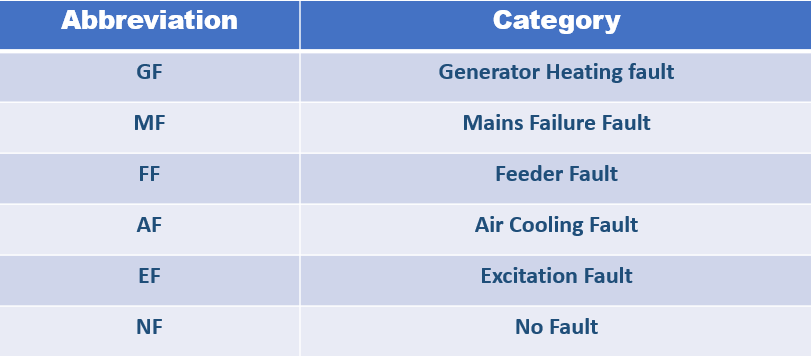 Abbreviation Category
GF Generator Heating fault
MF Mains Failure Fault
FF Feeder Fault
AF Air Cooling Fault
EF Excitation Fault
NF No Fault